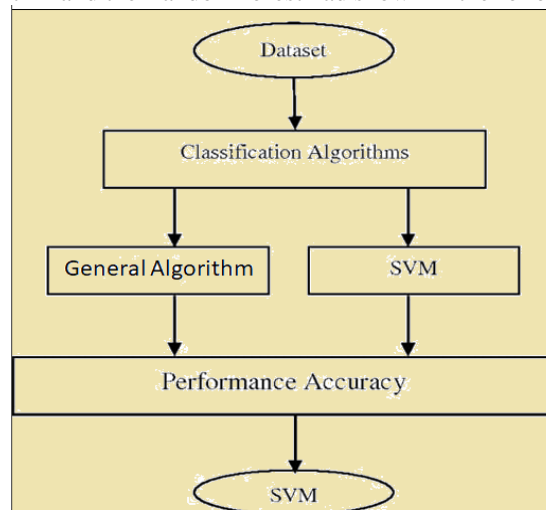 Dataset
Classification Algorithms
General Algorithm
SVM
Performance Accuracy
SVM